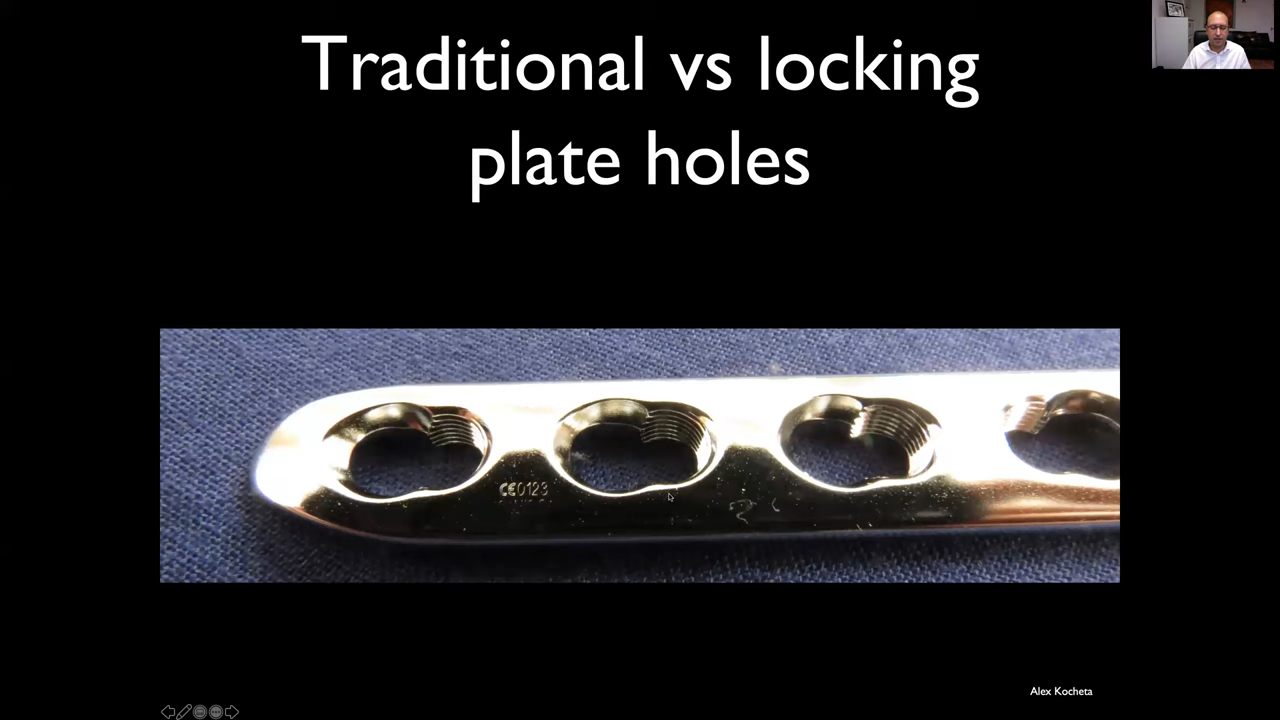 Traditional vs locking
plate holes
CE0123
Alex Kocheta